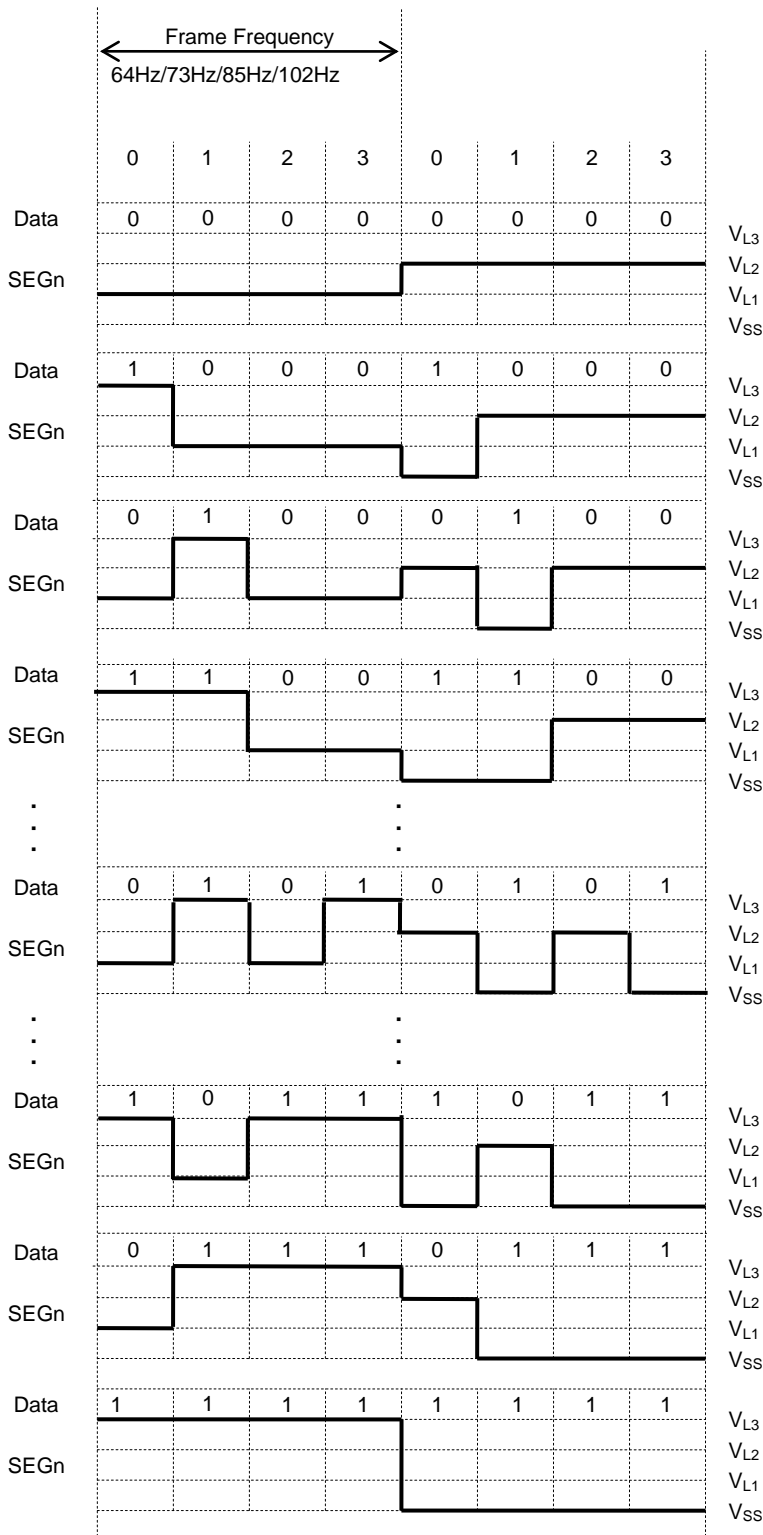 Frame Frequency
64Hz/73Hz/85Hz/102Hz
0 1 2 3 0 1 2 3
Data 0 0 0 0 0 0 0 0
VL3
VL2
SEGn
VL1
VSS
Data 1 0 0 0 1 0 0 0
VL3
VL2
SEGn
VL1
VSS
Data 0 1 0 0 0 1 0 0
VL3
VL2
SEGn
VL1
VSS
Data 1 1 0 0 1 1 0 0
VL3
VL2
SEGn
VL1
VSS
Data 0 1 0 1 0 1 0 1
VL3
VL2
SEGn
VL1
VSS
Data 1 0 1 1 1 0 1 1
VL3
VL2
SEGn
VL1
VSS
Data 0 1 1 1 0 1 1 1
VL3
VL2
SEGn
VL1
VSS
Data 1 1 1 1 1 1 1 1
VL3
VL2
SEGn
VL1
VSS